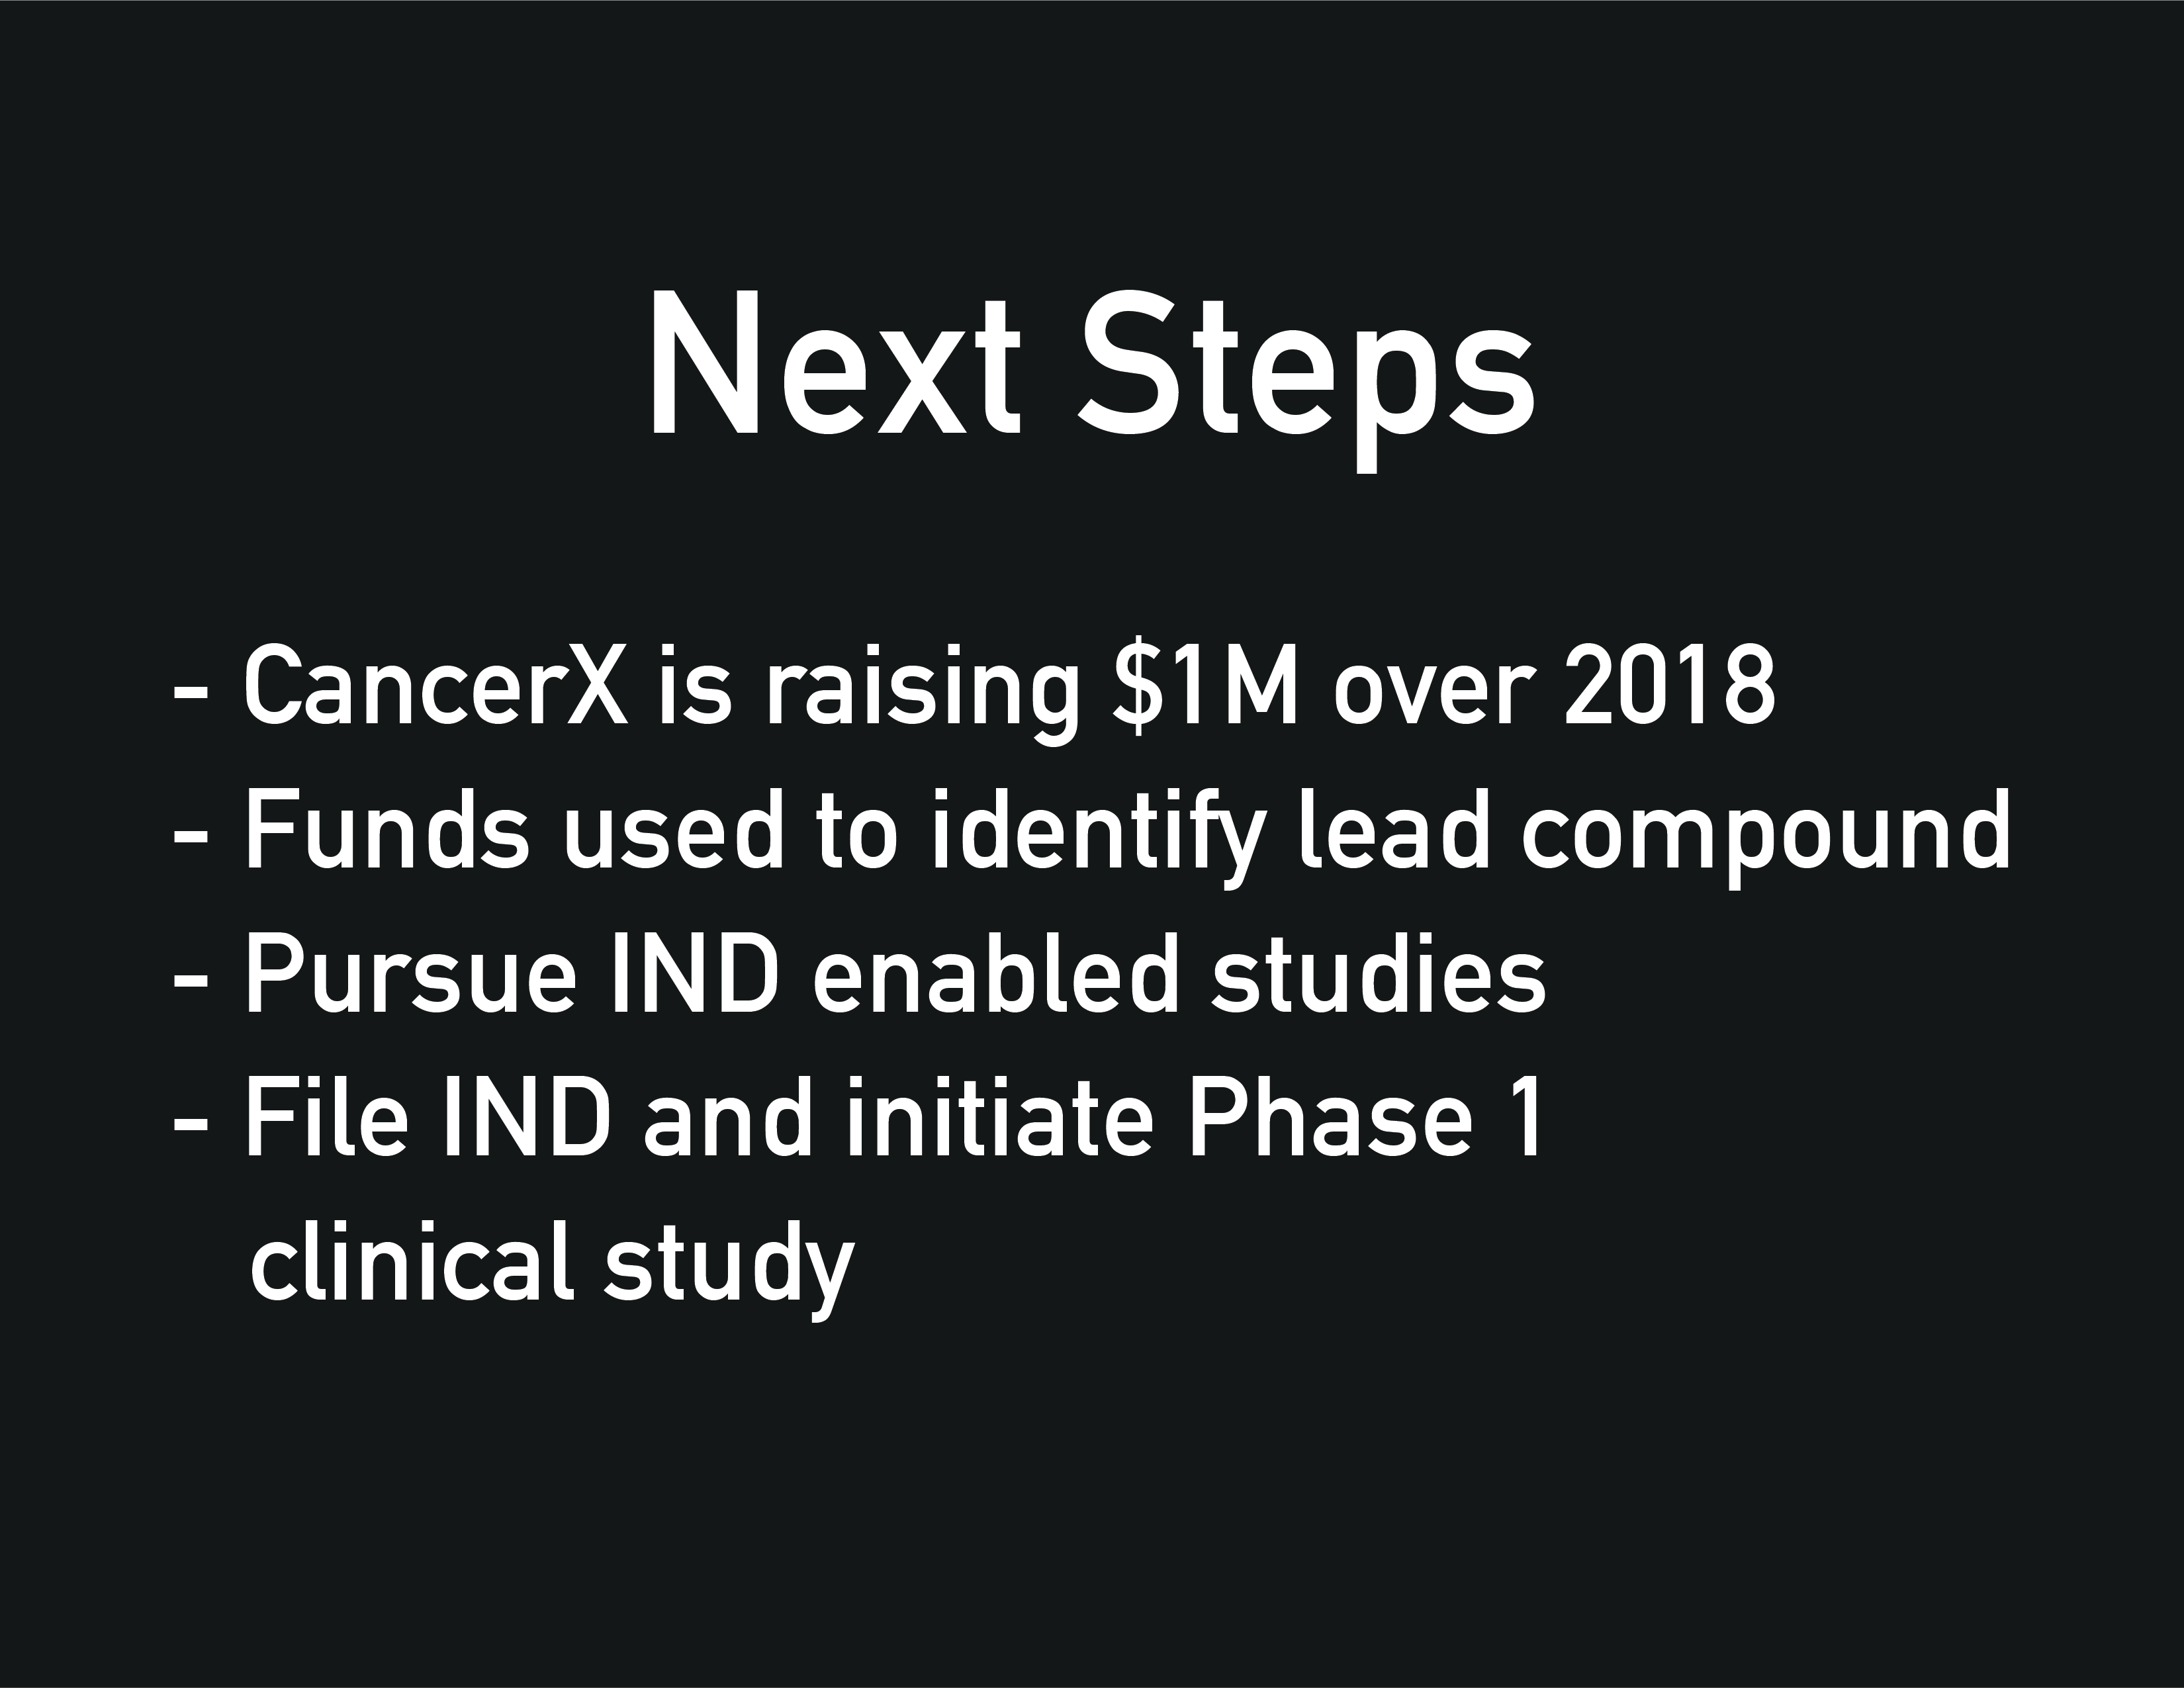 Next Steps
- CancerX is raising $1M over 2018
- Funds used to identify lead compound
- Pursue IND enabled studies
- File IND and initiate Phase 1
clinical study